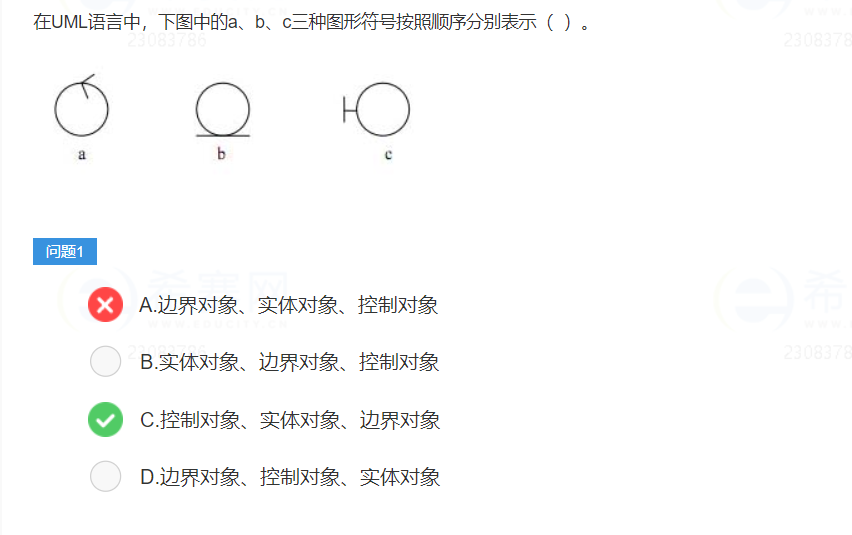 在UML语言中，下图中的a、b、c三种图形符号按照顺序分别表示（ ）。
a
b
c
问题1
A.边界对象、实体对象、控制对象
B.实体对象、边界对象、控制对象
C.控制对象、实体对象、边界对象
D.边界对象、控制对象、实体对象
23083786
希赛网